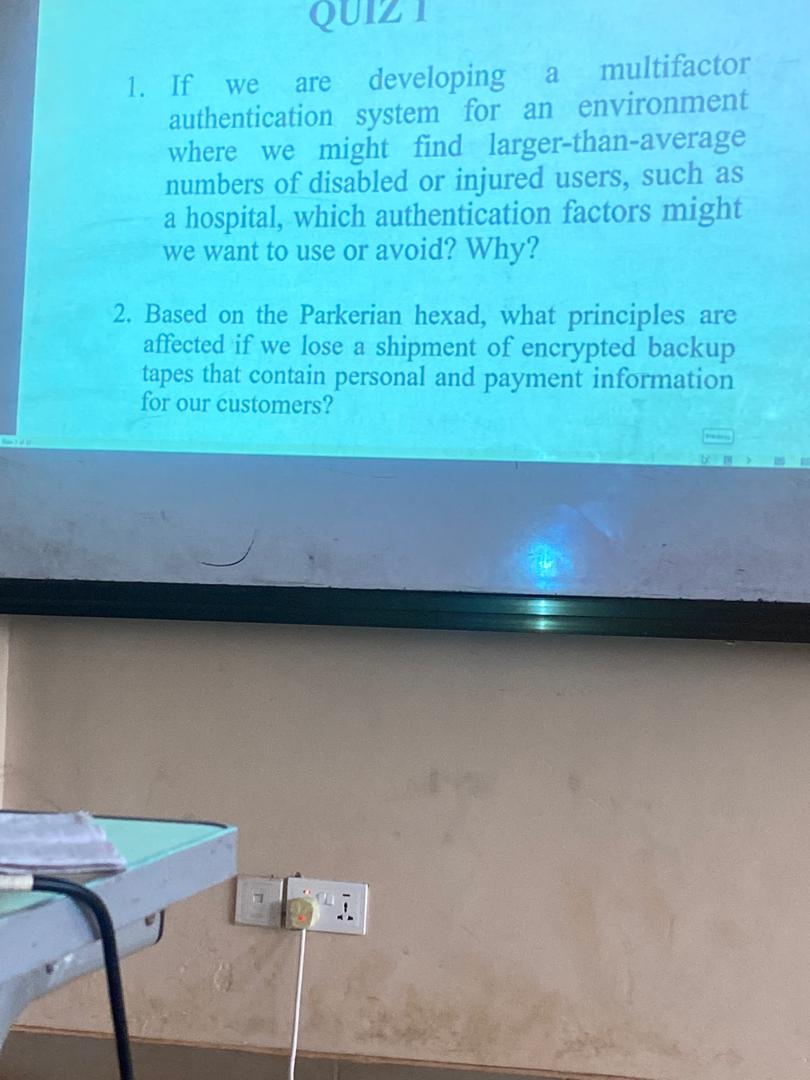 QUIZ 1
1. If we are developing a multifactor
authentication system for an environment
where we might find larger-than-average
numbers of disabled or injured users, such as
a hospital, which authentication factors might
we want to use or avoid? Why?
2. Based on the Parkerian hexad, what principles are
affected if we lose a shipment of encrypted backup
tapes that contain personal and payment information
for our customers?